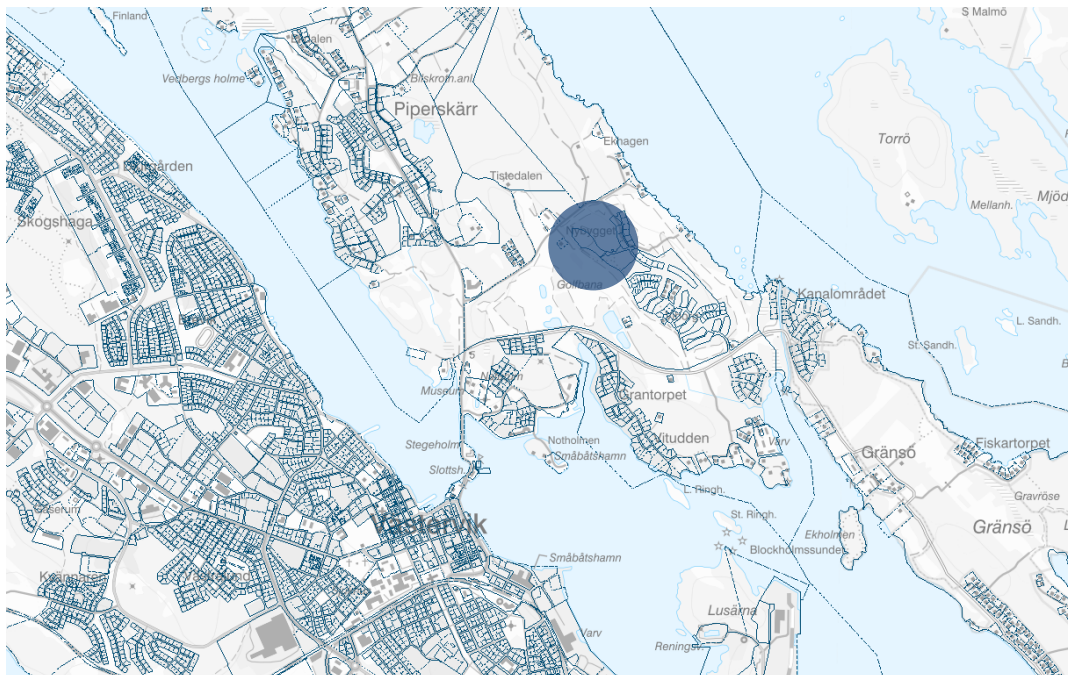 Finland
S Malmö
Vedbergs holme
Piperskärr
Torrö
Ekhagen
Skogshaga
Tistedalen
Mellanh.
Mjöd
Nybygget
Golfbana
Kanalområdet
L. Sandh.
St. Sandh.
Museum
Grantorpet
Stegeholm
Notholmen
Småbåtshamn
Vitudden
Varv
Fiskartorpet
Slottsh.
Gränsö
L. Ringh.
Gravröse
St. Ringh.
Västervik
Ekholmen
Gränsö
Blockholmssundet
Småbåtshamn
Lusärna
Varv
Reningsv.